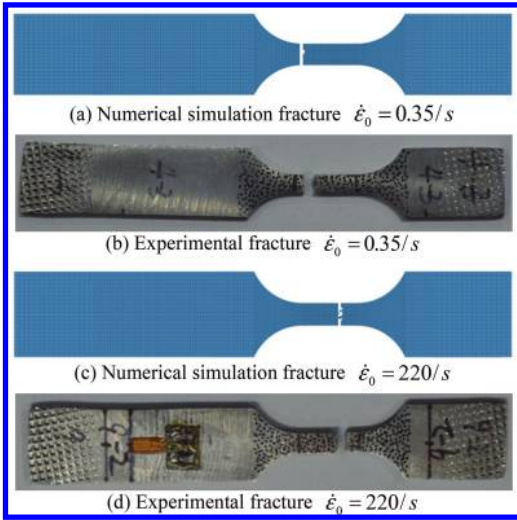 (a) Numerical simulation fracture ε̇₀ = 0.35/s
(b) Experimental fracture ε̇₀ = 0.35/s
(c) Numerical simulation fracture ε̇₀ = 220/s
(d) Experimental fracture ε̇₀ = 220/s